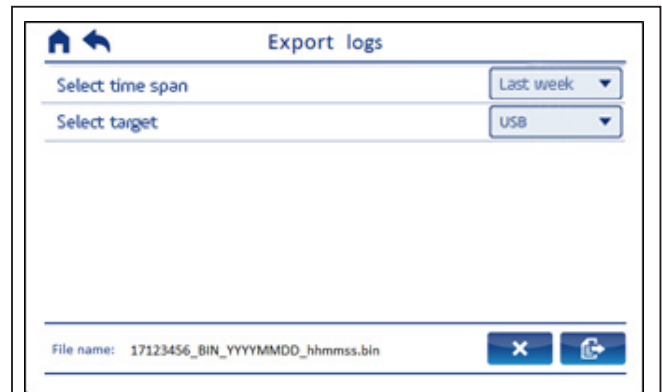 Export logs
Select time span Last week
Select target USB
File name: 17123456_BIN_YYYYMMDD_hhmmss.bin